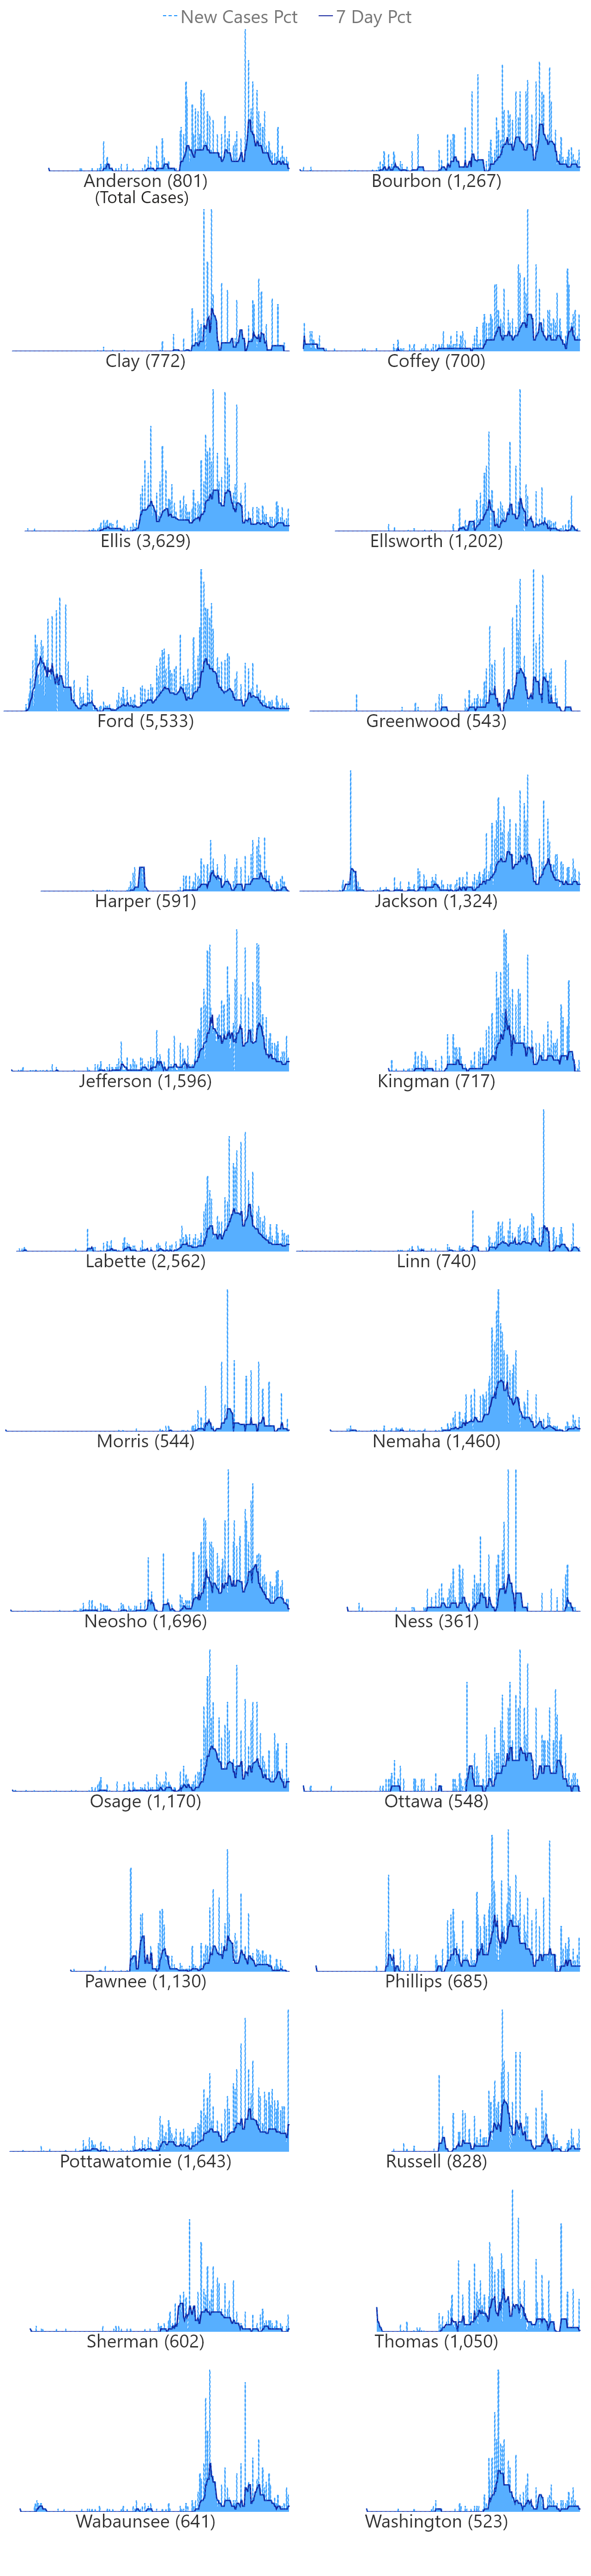 New Cases Pct 7 Day Pct
Anderson (801) Bourbon (1,267)
(Total Cases)
Clay (772) Coffey (700)
Ellis (3,629) Ellsworth (1,202)
Ford (5,533) Greenwood (543)
Harper (591) Jackson (1,324)
Jefferson (1,596) Kingman (717)
Labette (2,562) Linn (740)
Morris (544) Nemaha (1,460)
Neosho (1,696) Ness (361)
Osage (1,170) Ottawa (548)
Pawnee (1,130) Phillips (685)
Pottawatomie (1,643) Russell (828)
Sherman (602) Thomas (1,050)
Wabaunsee (641) Washington (523)